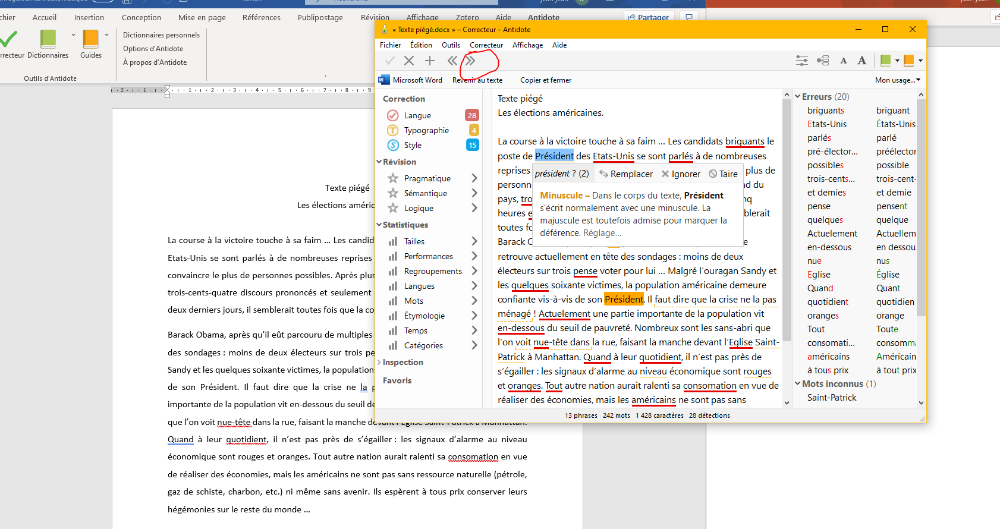 Insertion
Accueil
Conception
Mise en page
Références
Publipostage
Révision
Affichage
Zotero
Aide
Antidote
Partager
Dictionnaires
Guides
Dictionnaires personnels
Options d'Antidote
À propos d'Antidote
Outils d'Antidote
Texte piégé
Les élections améric
La course à la victoire touche à sa faim … Les candid
Etats-Unis se sont parlés à de nombreuses reprises
convaincre le plus de personnes possibles. Après plus
trois-cents-quatre discours prononcés et seulement
deux derniers jours, il semblerait toutes fois que la co
Barack Obama, après qu'il eût parcouru de multiples
des sondages : moins de deux électeurs sur trois pe
Sandy et les quelques soixante victimes, la population
de son Président. Il faut dire que la crise ne la p
importante de la population vit en-dessous du seuil de
que l'on voit nue-tête dans la rue, faisant la manche devant l'Eglise Saint-Patrick à Manhattan.
Quand à leur quotidient, il n'est pas près de s'égailler : les signaux d'alarme au niveau
économique sont rouges et oranges. Tout autre nation aurait ralenti sa consomation en vue
de réaliser des économies, mais les américains ne sont pas sans ressource naturelle (pétrole,
gaz de schiste, charbon, etc.) ni même sans avenir. Ils espèrent à tous prix conserver leurs
hégémonies sur le reste du monde …
« Texte piégé.docx » – Correcteur – Antidote
Fichier Édition Outils Correcteur Affichage Aide
Microsoft Word Revenir au texte Copier et fermer Mon usage...
Correction
Langue 28
Typographie 4
Style 15
Révision
Pragmatique
Sémantique
Logique
Statistiques
Tailles
Performances
Regroupements
Langues
Mots
Étymologie
Temps
Catégories
Inspection
Favoris
Texte piégé
Les élections américaines.
La course à la victoire touche à sa faim … Les candidats briguants le
poste de Président des Etats-Unis se sont parlés à de nombreuses
reprises plus de
personn nd du
pays, tro nq
heures e blerait
toutes fo
Barack O e
retrouve actuellement en tête des sondages : moins de deux
électeurs sur trois pense voter pour lui … Malgré l'ouragan Sandy et
les quelques soixante victimes, la population américaine demeure
confiante vis-à-vis de son Président. Il faut dire que la crise ne la pas
ménagé ! Actuelement une partie importante de la population vit
en-dessous du seuil de pauvreté. Nombreux sont les sans-abri que
l'on voit nue-tête dans la rue, faisant la manche devant l'Eglise Saint-
Patrick à Manhattan. Quand à leur quotidient, il n'est pas près de
s'égailler : les signaux d'alarme au niveau économique sont rouges
et oranges. Tout autre nation aurait ralenti sa consomation en vue de
réaliser des économies, mais les américains ne sont pas sans
président ? (2) Remplacer Ignorer Taire
Minuscule – Dans le corps du texte, Président
s'écrit normalement avec une minuscule. La
majuscule est toutefois admise pour marquer la
déférence. Réglage...
Erreurs (20)
briguants briguant
Etats-Unis États-Unis
parlés parlé
pré-élector... préélector
possibles possible
trois-cents... trois-cent-
et demies et demie
pense pensent
quelques quelque
Actuelement Actuellem
en-dessous en dessou
nue nus
Eglise Église
Quand Quant
quotidient quotidien
oranges orange
Tout Toute
consomati... consomma
américains Américain
à tous prix à tout prix
Mots inconnus (1)
Saint-Patrick
13 phrases 242 mots 1 428 caractères 28 détections